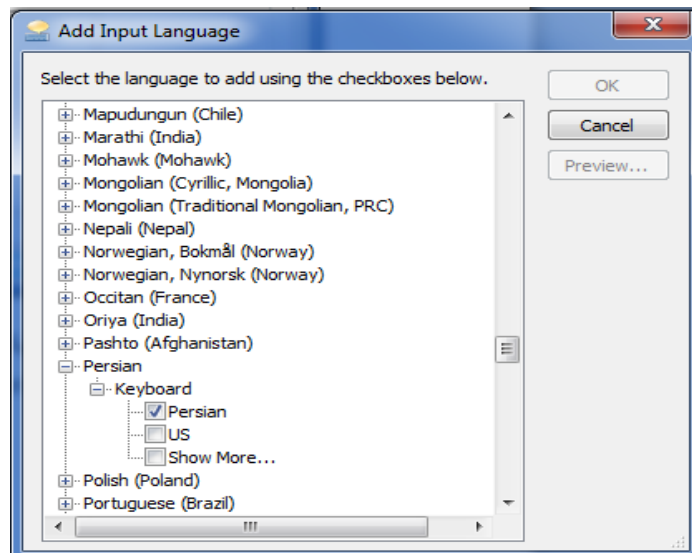 Add Input Language
Select the language to add using the checkboxes below.
OK
Cancel
Preview...
Mapudungun (Chile)
Marathi (India)
Mohawk (Mohawk)
Mongolian (Cyrillic, Mongolia)
Mongolian (Traditional Mongolian, PRC)
Nepali (Nepal)
Norwegian, Bokmål (Norway)
Norwegian, Nynorsk (Norway)
Occitan (France)
Oriya (India)
Pashto (Afghanistan)
Persian
Keyboard
Persian
US
Show More...
Polish (Poland)
Portuguese (Brazil)